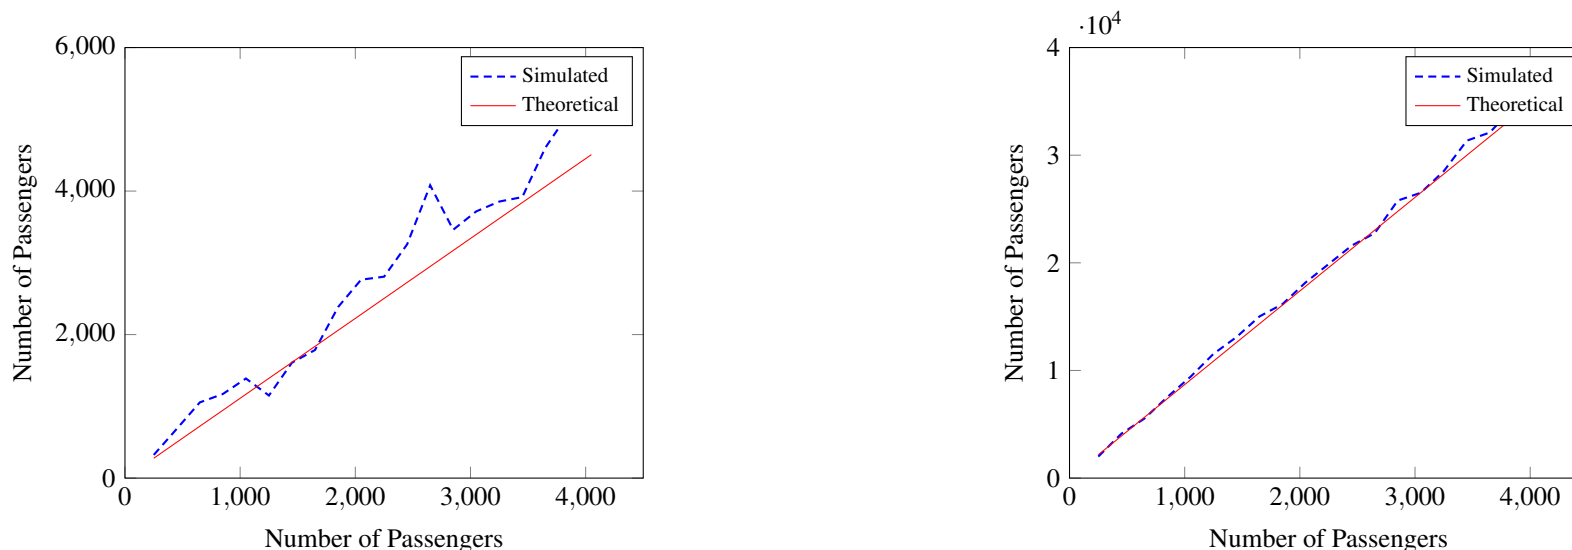 6,000
4,000
2,000
0
0 1,000 2,000 3,000 4,000
Number of Passengers
Number of Passengers
Simulated
Theoretical
·10⁴
4
3
2
1
0
0 1,000 2,000 3,000 4,000
Number of Passengers
Number of Passengers
Simulated
Theoretical